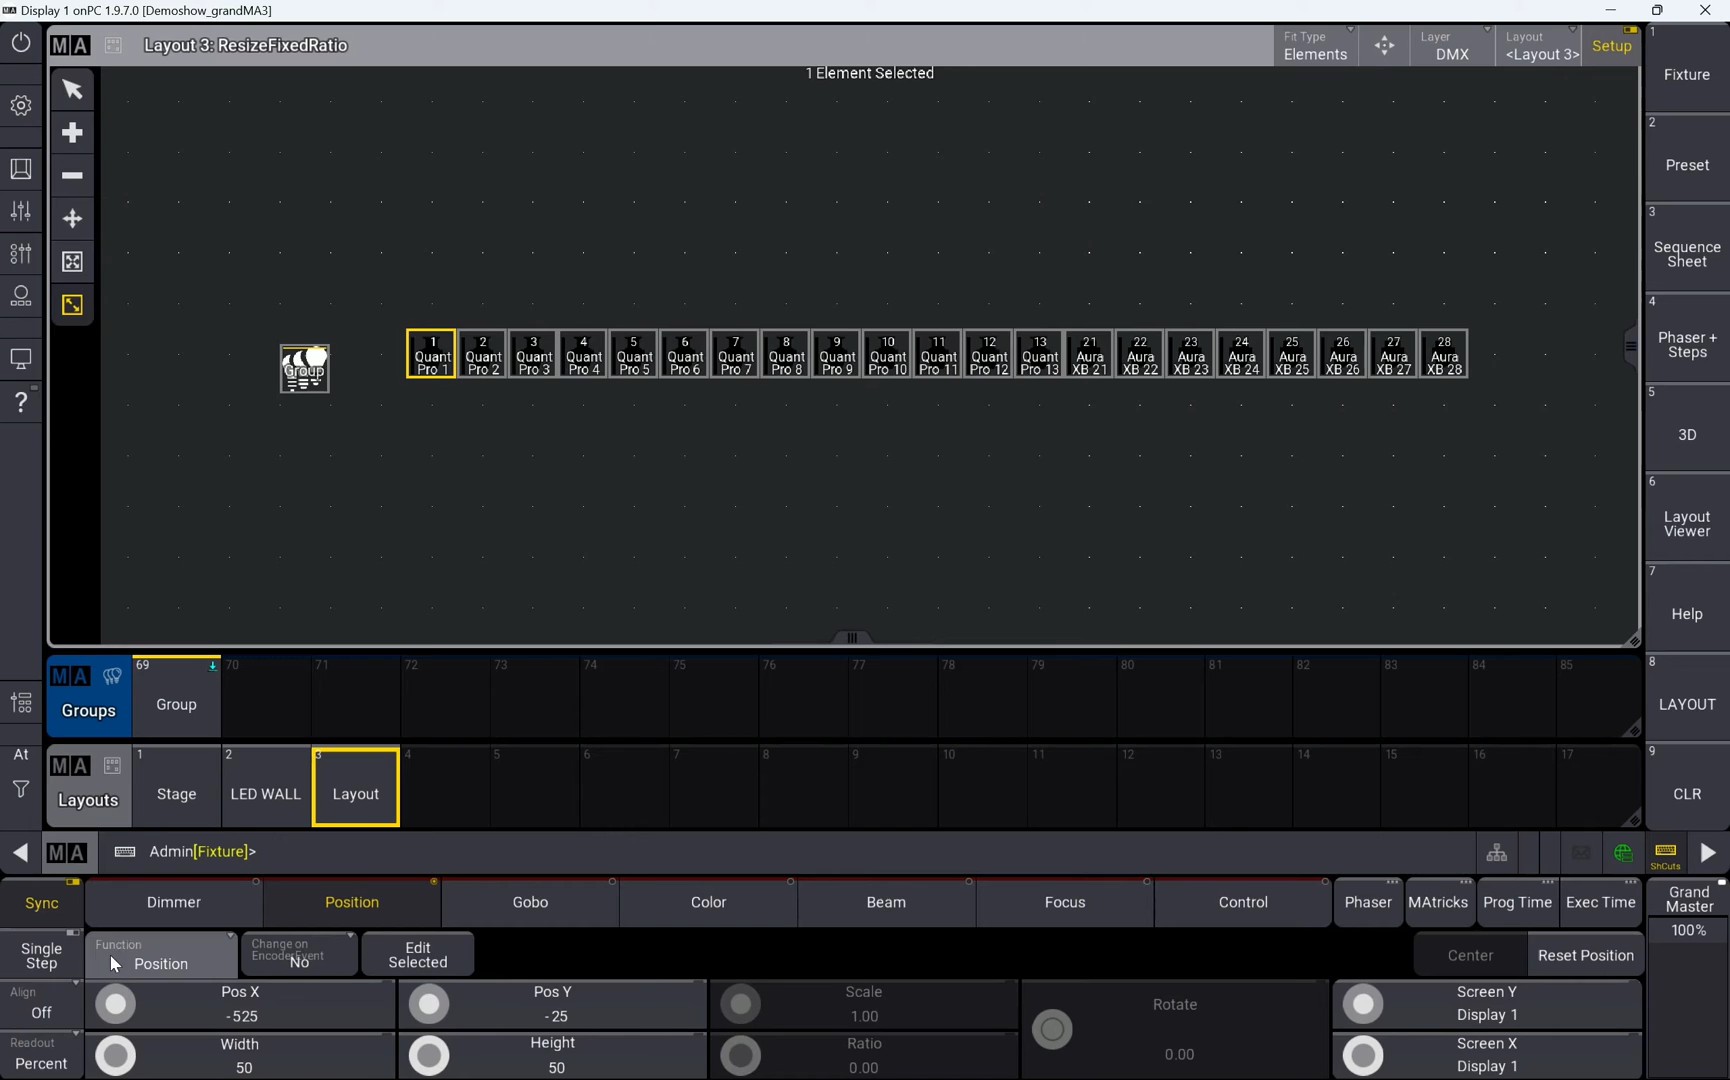 Display 1 onPC 1.9.7.0 [Demoshow_grandMA3]
MA Layout 3: ResizeFixedRatio
Fit Type
Elements
Layer
DMX
Layout
<Layout 3>
Setup
1 Element Selected
1
Fixture
2
Preset
3
Sequence
Sheet
4
Phaser +
Steps
5
3D
6
Layout
Viewer
7
Help
8
LAYOUT
9
CLR
Group
1
Quant
Pro 1
2
Quant
Pro 2
3
Quant
Pro 3
4
Quant
Pro 4
5
Quant
Pro 5
6
Quant
Pro 6
7
Quant
Pro 7
8
Quant
Pro 8
9
Quant
Pro 9
10
Quant
Pro 10
11
Quant
Pro 11
12
Quant
Pro 12
13
Quant
Pro 13
21
Aura
XB 21
22
Aura
XB 22
23
Aura
XB 23
24
Aura
XB 24
25
Aura
XB 25
26
Aura
XB 26
27
Aura
XB 27
28
Aura
XB 28
MA
Groups
69
Group
70 71 72 73 74 75 76 77 78 79 80 81 82 83 84 85
MA
Layouts
1
Stage
2
LED WALL
3
Layout
4 5 6 7 8 9 10 11 12 13 14 15 16 17
At
MA Admin[Fixture]>
ShCuts
Sync
Dimmer
Position
Gobo
Color
Beam
Focus
Control
Phaser
MAtricks
Prog Time
Exec Time
Grand
Master
100%
Single
Step
Function
Position
Change on
EncoderEvent
No
Edit
Selected
Center
Reset Position
Align
Off
Pos X
-525
Pos Y
-25
Scale
1.00
Rotate
0.00
Screen Y
Display 1
Readout
Percent
Width
50
Height
50
Ratio
0.00
Screen X
Display 1